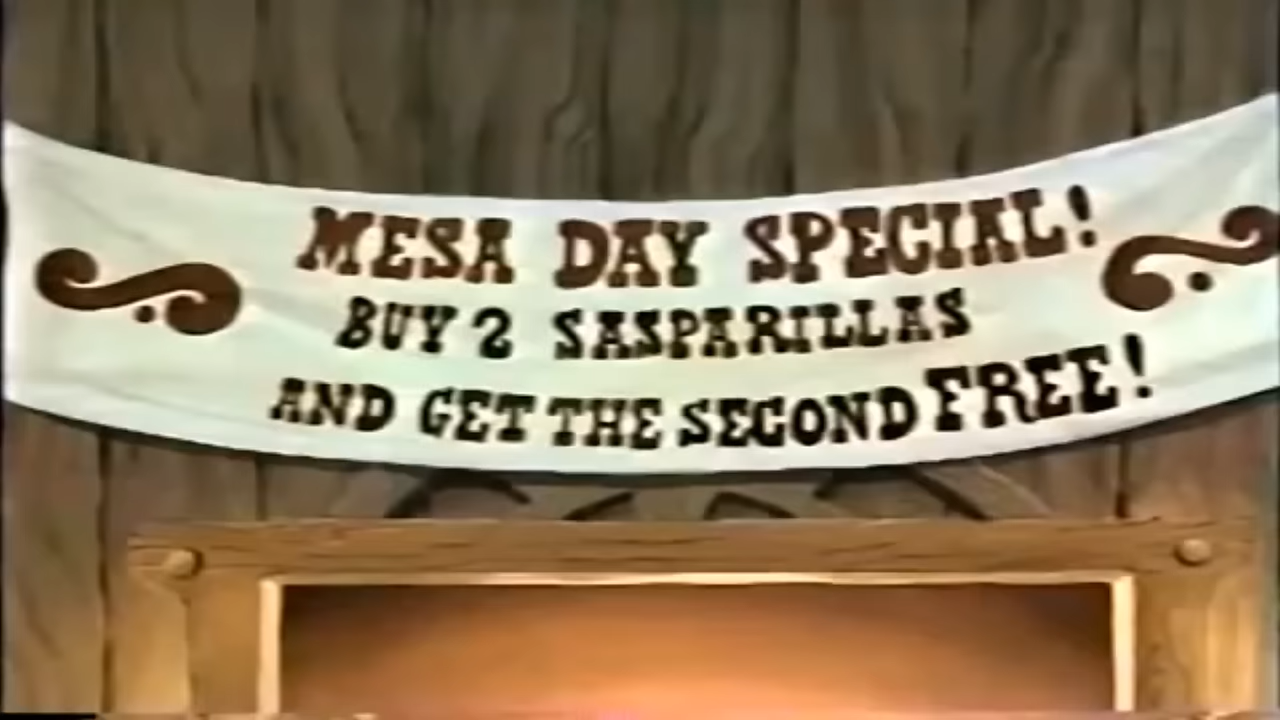 MESA DAY SPECIAL!
BUY 2 SASPARILLAS
AND GET THE SECOND FREE!